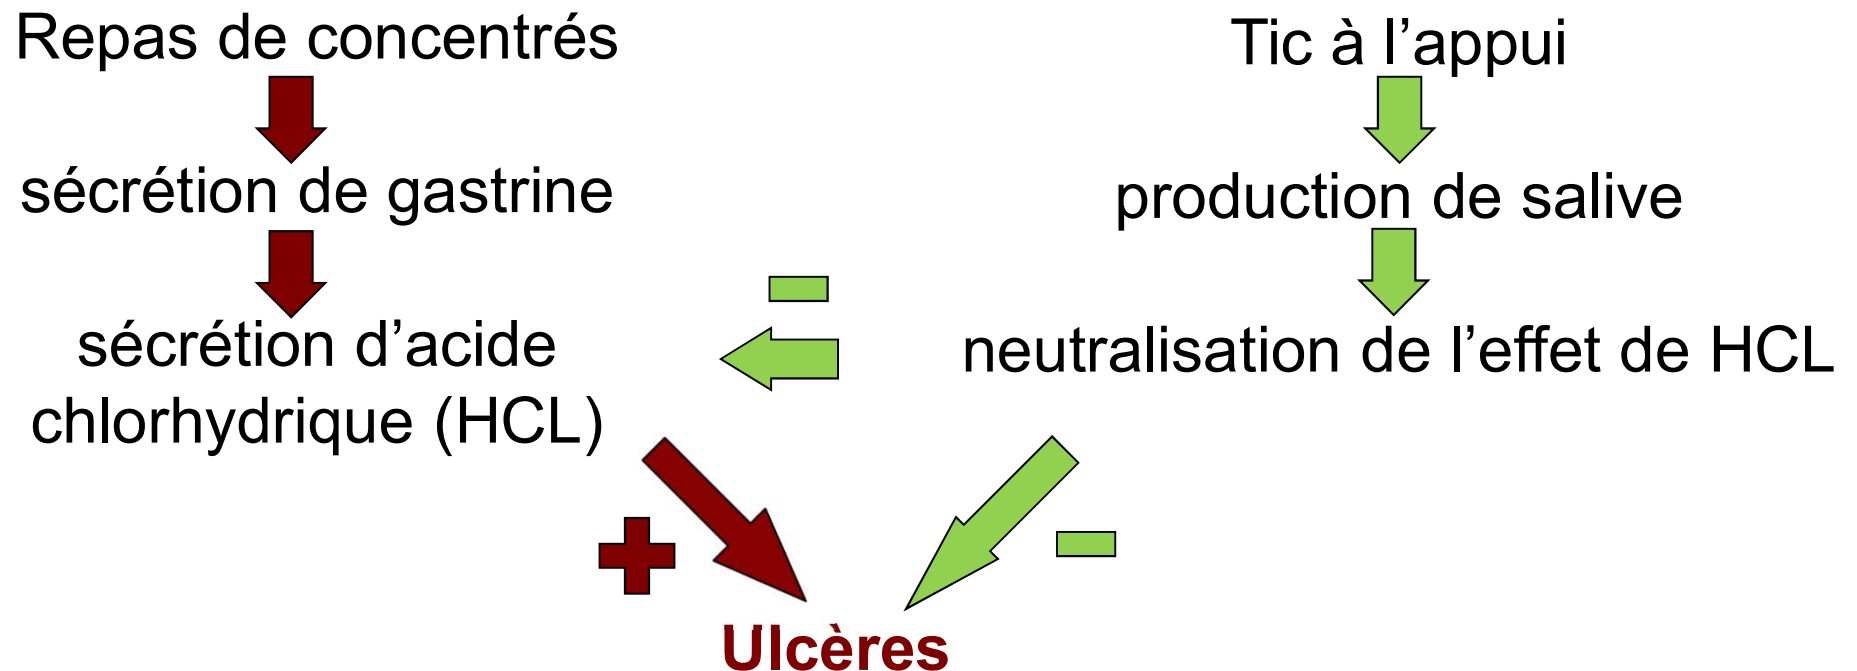 Repas de concentrés
Tic à l’appui
sécrétion de gastrine
production de salive
sécrétion d’acide
chlorhydrique (HCL)
neutralisation de l’effet de HCL
Ulcères